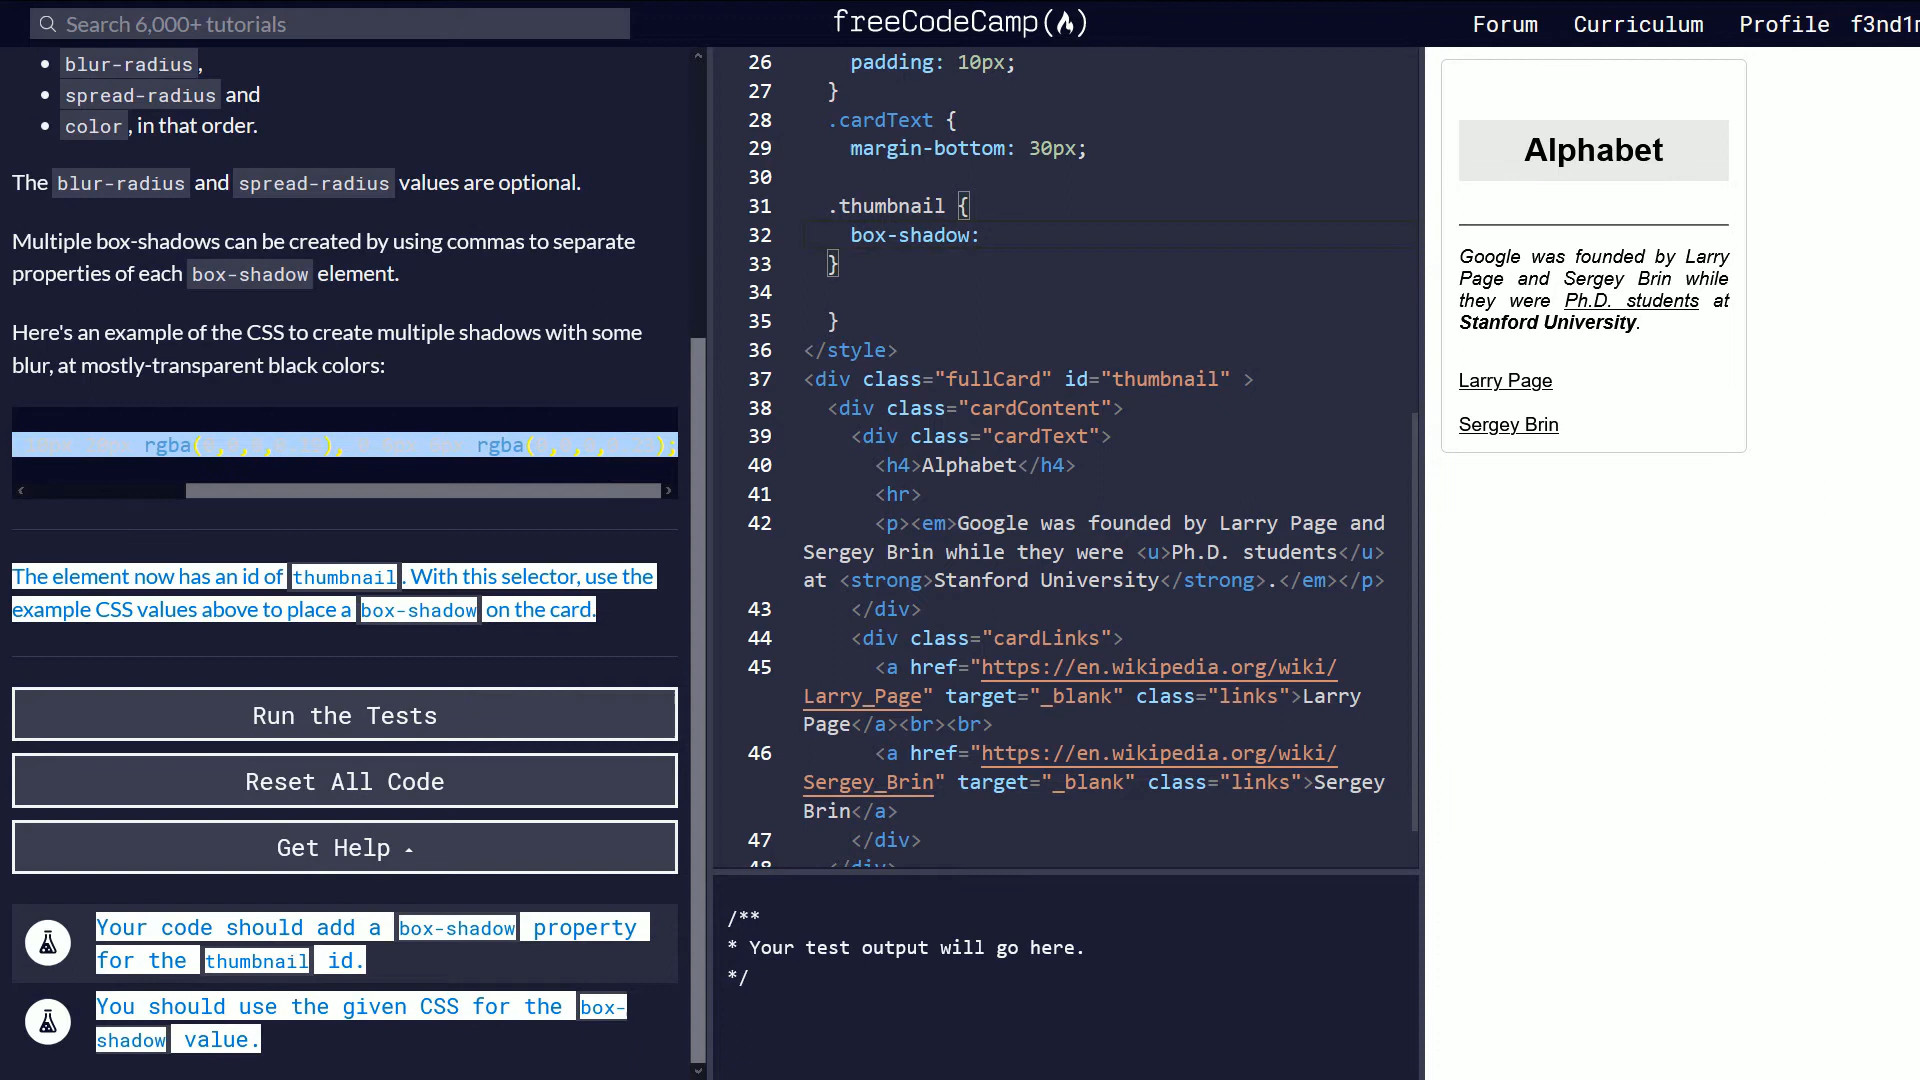 Search 6,000+ tutorials
freeCodeCamp
Forum Curriculum Profile f3nd1
blur-radius,
spread-radius and
color, in that order.
The blur-radius and spread-radius values are optional.
Multiple box-shadows can be created by using commas to separate
properties of each box-shadow element.
Here's an example of the CSS to create multiple shadows with some
blur, at mostly-transparent black colors:
rgba( rgba(
The element now has an id of thumbnail. With this selector, use the
example CSS values above to place a box-shadow on the card.
Run the Tests
Reset All Code
Get Help
Your code should add a box-shadow property
for the thumbnail id.
You should use the given CSS for the box-
shadow value.
26 padding: 10px;
27 }
28 .cardText {
29 margin-bottom: 30px;
30
31 .thumbnail {
32 box-shadow:
33 }
34
35 }
36 </style>
37 <div class="fullCard" id="thumbnail" >
38 <div class="cardContent">
39 <div class="cardText">
40 <h4>Alphabet</h4>
41 <hr>
42 <p><em>Google was founded by Larry Page and
Sergey Brin while they were <u>Ph.D. students</u>
at <strong>Stanford University</strong>.</em></p>
43 </div>
44 <div class="cardLinks">
45 <a href="https://en.wikipedia.org/wiki/
Larry_Page" target="_blank" class="links">Larry
Page</a><br><br>
46 <a href="https://en.wikipedia.org/wiki/
Sergey_Brin" target="_blank" class="links">Sergey
Brin</a>
47 </div>
48 </div>
/**
* Your test output will go here.
*/
Alphabet
Google was founded by Larry
Page and Sergey Brin while
they were Ph.D. students at
Stanford University.
Larry Page
Sergey Brin